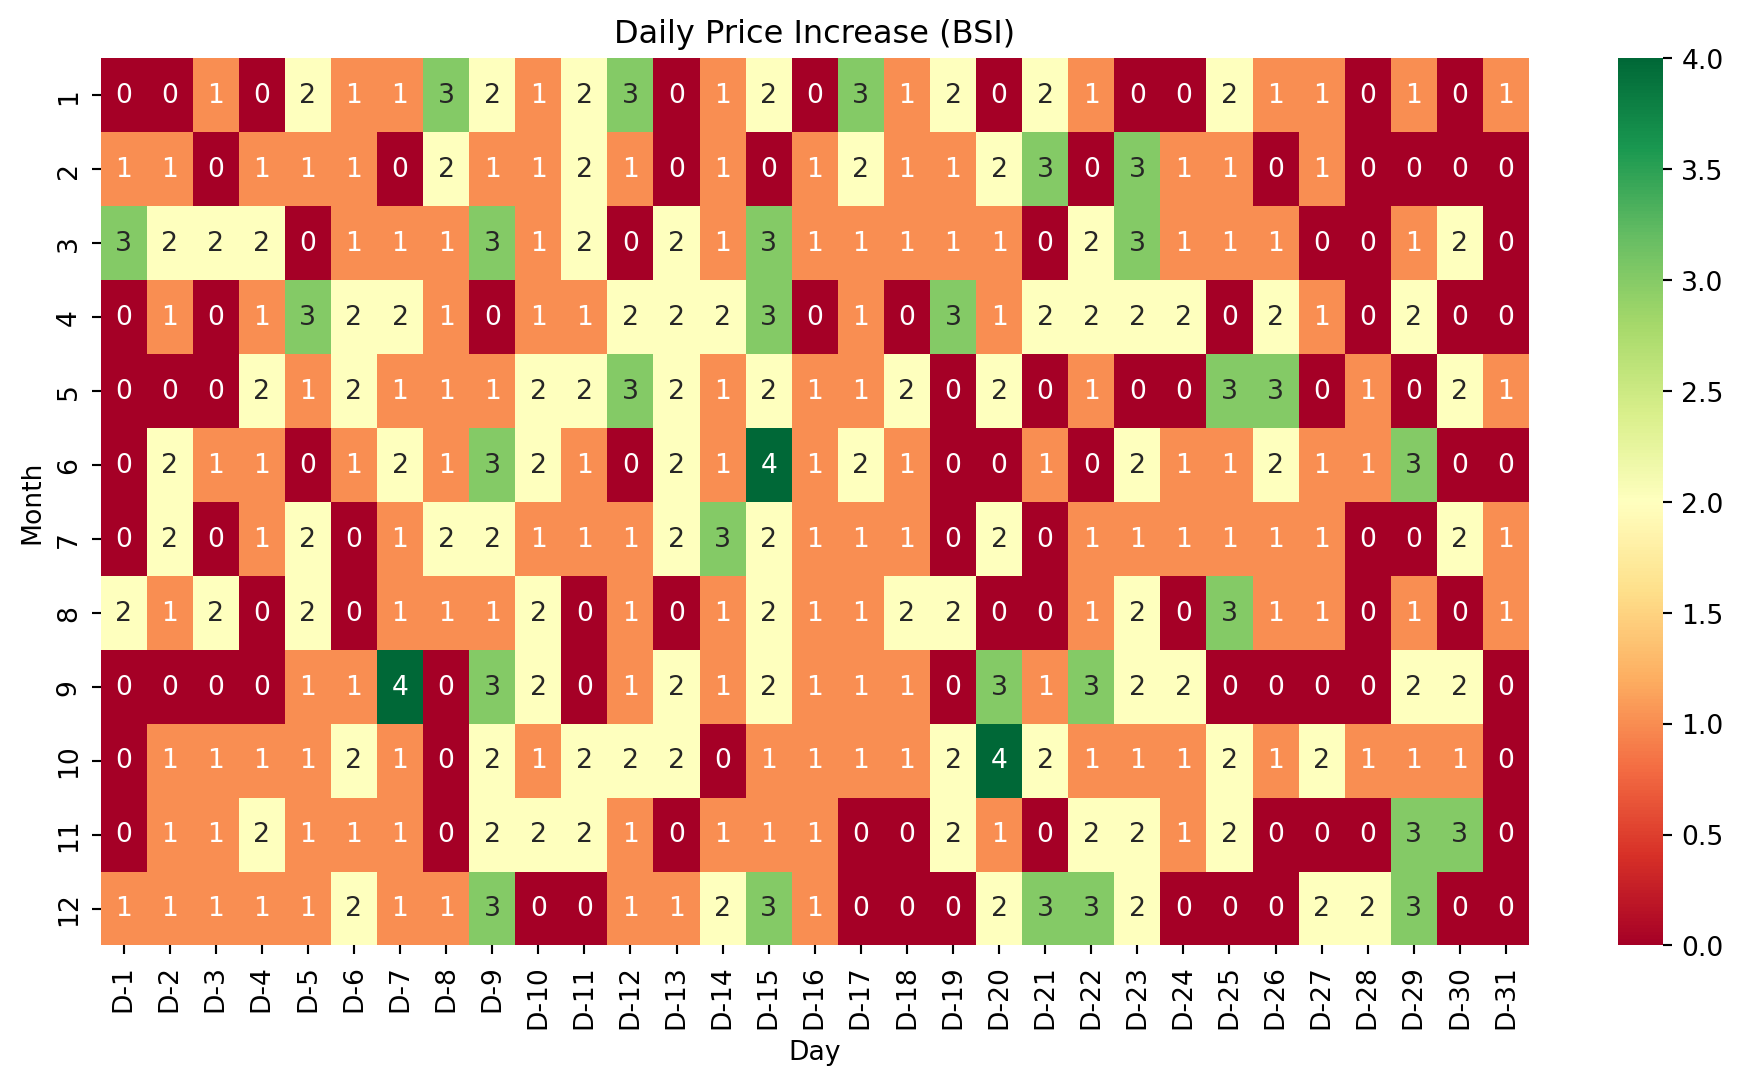 Daily Price Increase (BSI)
1 0 0 1 0 2 1 1 3 2 1 2 3 0 1 2 0 3 1 2 0 2 1 0 0 2 1 1 0 1 0 1
2 1 1 0 1 1 1 0 2 1 1 2 1 0 1 0 1 2 1 1 2 3 0 3 1 1 0 1 0 0 0 0
3 3 2 2 2 0 1 1 1 3 1 2 0 2 1 3 1 1 1 1 1 0 2 3 1 1 1 0 0 1 2 0
4 0 1 0 1 3 2 2 1 0 1 1 2 2 2 3 0 1 0 3 1 2 2 2 2 0 2 1 0 2 0 0
5 0 0 0 2 1 2 1 1 1 2 2 3 2 1 2 1 1 2 0 2 0 1 0 0 3 3 0 1 0 2 1
6 0 2 1 1 0 1 2 1 3 2 1 0 2 1 4 1 2 1 0 0 1 0 2 1 1 2 1 1 3 0 0
7 0 2 0 1 2 0 1 2 2 1 1 1 2 3 2 1 1 1 0 2 0 1 1 1 1 1 1 0 0 2 1
8 2 1 2 0 2 0 1 1 1 2 0 1 0 1 2 1 1 2 2 0 0 1 2 0 3 1 1 0 1 0 1
9 0 0 0 0 1 1 4 0 3 2 0 1 2 1 2 1 1 1 0 3 1 3 2 2 0 0 0 0 2 2 0
10 0 1 1 1 1 2 1 0 2 1 2 2 2 0 1 1 1 1 2 4 2 1 1 1 2 1 2 1 1 1 0
11 0 1 1 2 1 1 1 0 2 2 2 1 0 1 1 1 0 0 2 1 0 2 2 1 2 0 0 0 3 3 0
12 1 1 1 1 1 2 1 1 3 0 0 1 1 2 3 1 0 0 0 2 3 3 2 0 0 0 2 2 3 0 0
Month
D-1 D-2 D-3 D-4 D-5 D-6 D-7 D-8 D-9 D-10 D-11 D-12 D-13 D-14 D-15 D-16 D-17 D-18 D-19 D-20 D-21 D-22 D-23 D-24 D-25 D-26 D-27 D-28 D-29 D-30 D-31
Day
4.0
3.5
3.0
2.5
2.0
1.5
1.0
0.5
0.0